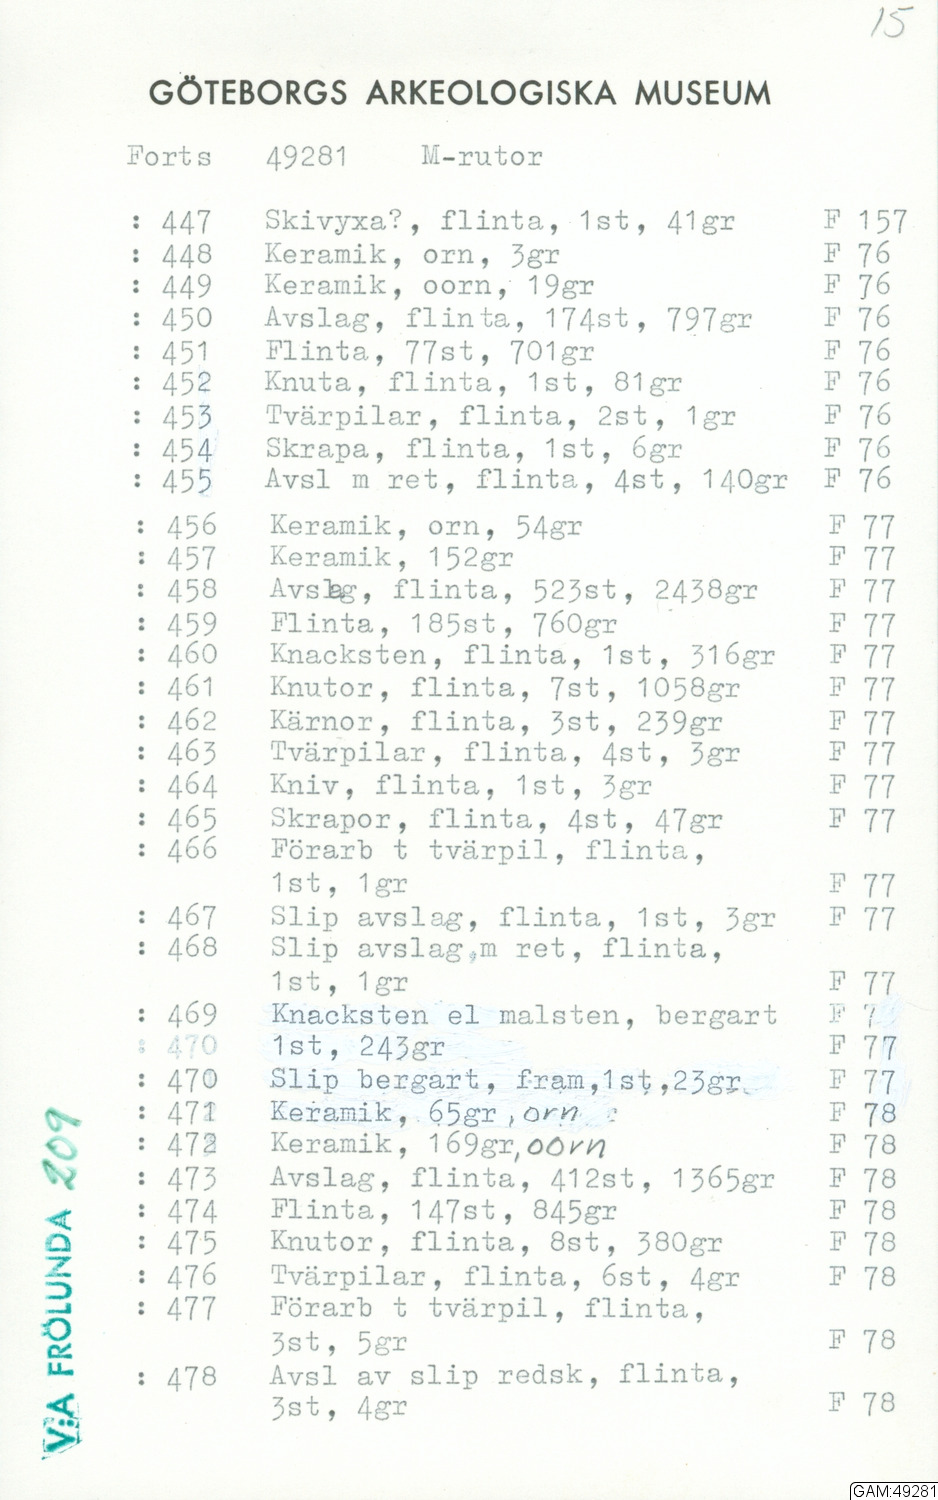 15
GÖTEBORGS ARKEOLOGISKA MUSEUM
Forts 49281 M-rutor
: 447 Skivyxa?, flinta, 1st, 41gr F 157
: 448 Keramik, orn, 3gr F 76
: 449 Keramik, oorn, 19gr F 76
: 450 Avslag, flinta, 174st, 797gr F 76
: 451 Flinta, 77st, 701gr F 76
: 452 Knuta, flinta, 1st, 81gr F 76
: 453 Tvärpilar, flinta, 2st, 1gr F 76
: 454 Skrapa, flinta, 1st, 6gr F 76
: 455 Avsl m ret, flinta, 4st, 140gr F 76
: 456 Keramik, orn, 54gr F 77
: 457 Keramik, 152gr F 77
: 458 Avslag, flinta, 523st, 2438gr F 77
: 459 Flinta, 185st, 760gr F 77
: 460 Knacksten, flinta, 1st, 316gr F 77
: 461 Knutor, flinta, 7st, 1058gr F 77
: 462 Kärnor, flinta, 3st, 239gr F 77
: 463 Tvärpilar, flinta, 4st, 3gr F 77
: 464 Kniv, flinta, 1st, 3gr F 77
: 465 Skrapor, flinta, 4st, 47gr F 77
: 466 Förarb t tvärpil, flinta,
1st, 1gr F 77
: 467 Slip avslag, flinta, 1st, 3gr F 77
: 468 Slip avslag,m ret, flinta,
1st, 1gr F 77
: 469 Knacksten el malsten, bergart F 7
: 470 1st, 243gr F 77
: 470 Slip bergart, fram,1st,23gr F 77
: 471 Keramik, 65gr, orn F 78
: 472 Keramik, 169gr, oorn F 78
: 473 Avslag, flinta, 412st, 1365gr F 78
: 474 Flinta, 147st, 845gr F 78
: 475 Knutor, flinta, 8st, 380gr F 78
: 476 Tvärpilar, flinta, 6st, 4gr F 78
: 477 Förarb t tvärpil, flinta,
3st, 5gr F 78
: 478 Avsl av slip redsk, flinta,
3st, 4gr F 78
V:A FRÖLUNDA 209
GAM:49281